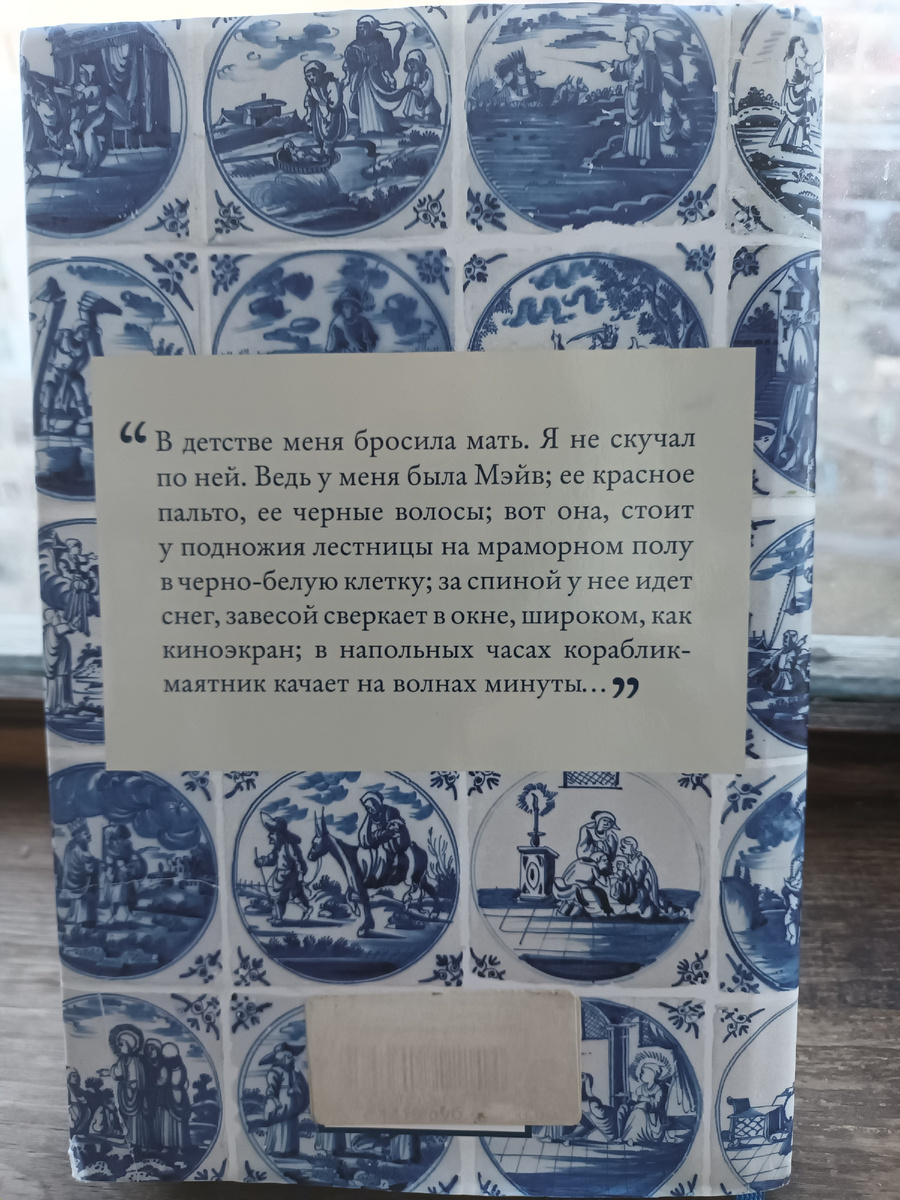 “В детстве меня бросила мать. Я не скучал
по ней. Ведь у меня была Мэйв; ее красное
пальто, ее черные волосы; вот она, стоит
у подножия лестницы на мраморном полу
в черно-белую клетку; за спиной у нее идет
снег, завесой сверкает в окне, широком, как
киноэкран; в напольных часах кораблик-
маятник качает на волнах минуты...”